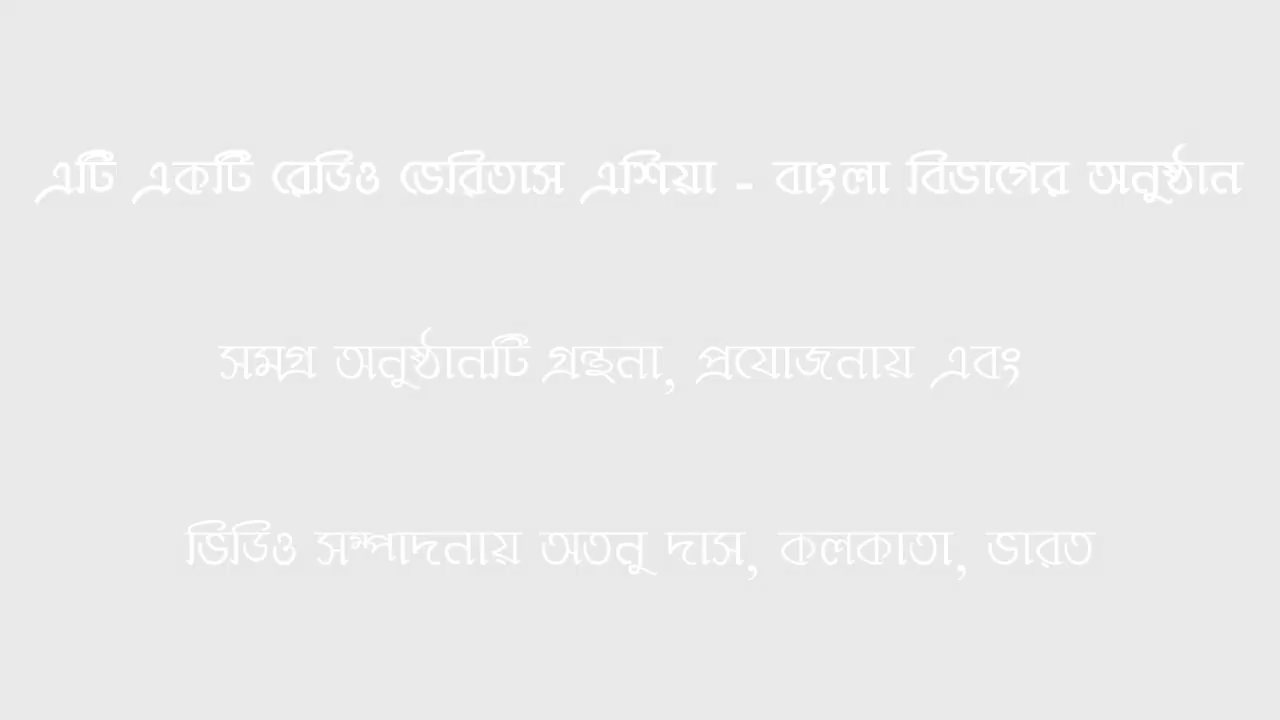 এটি একটি রেডিও ভেরিতাস এশিয়া - বাংলা বিভাগের অনুষ্ঠান
সমগ্র অনুষ্ঠানটি গ্রন্থনা, প্রযোজনায় এবং
ভিডিও সম্পাদনায় অতনু দাস, কলকাতা, ভারত